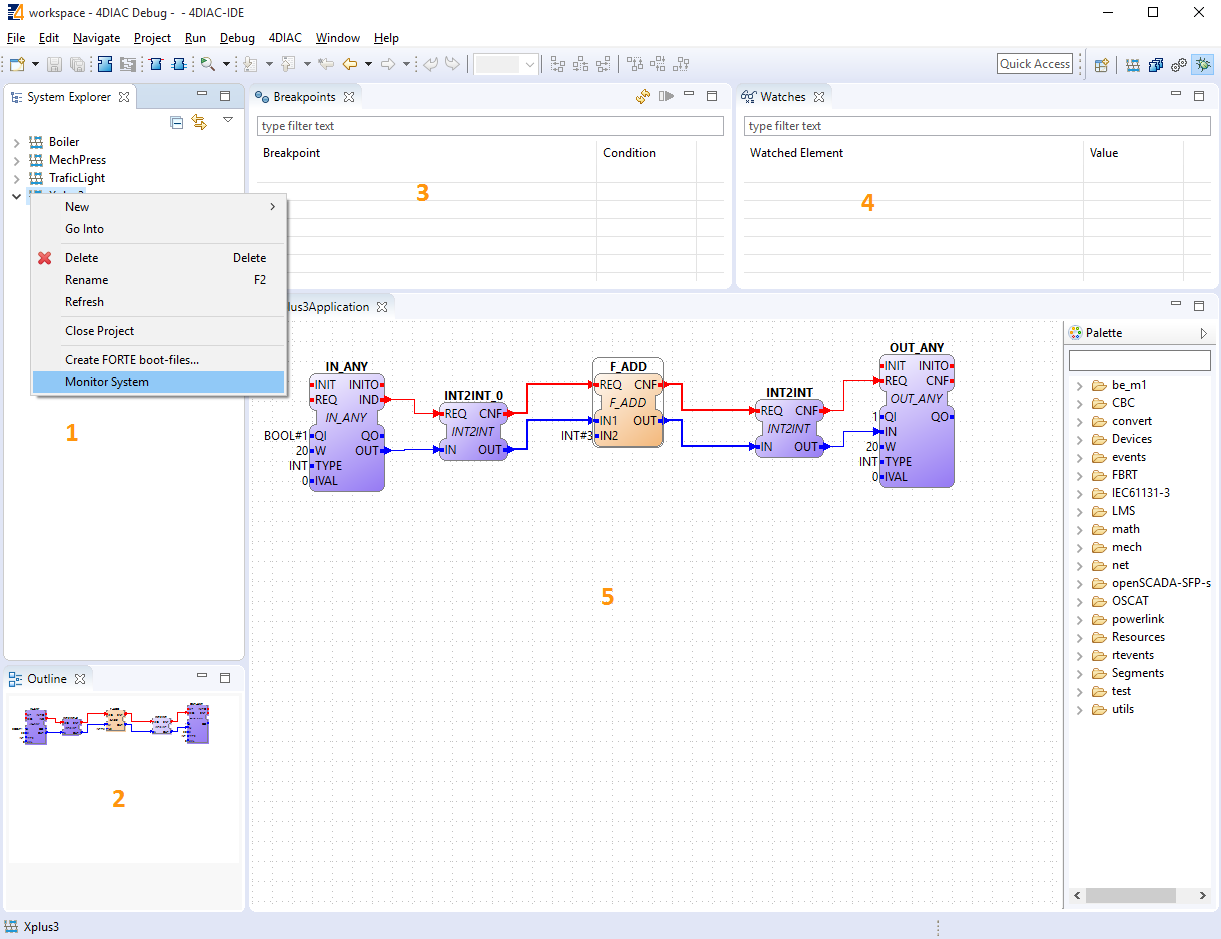 workspace - 4DIAC Debug - - 4DIAC-IDE
File Edit Navigate Project Run Debug 4DIAC Window Help
Quick Access
System Explorer
Boiler
MechPress
TraficLight
New
Go Into
Delete Delete
Rename F2
Refresh
Close Project
Create FORTE boot-files...
Monitor System
1
Breakpoints
type filter text
Breakpoint Condition
3
Watches
type filter text
Watched Element Value
4
lus3Application
IN_ANY
INIT INITO
REQ IND
IN_ANY
BOOL#1 QI QO
20 W OUT
INT TYPE
0 IVAL
INT2INT_0
REQ CNF
INT2INT
IN OUT
F_ADD
REQ CNF
F_ADD
IN1 OUT
INT#3 IN2
INT2INT
REQ CNF
INT2INT
IN OUT
OUT_ANY
INIT INITO
REQ CNF
OUT_ANY
1 QI QO
IN
20 W
INT TYPE
0 IVAL
5
Palette
be_m1
CBC
convert
Devices
events
FBRT
IEC61131-3
LMS
math
mech
net
openSCADA-SFP-s
OSCAT
powerlink
Resources
rtevents
Segments
test
utils
Outline
2
Xplus3